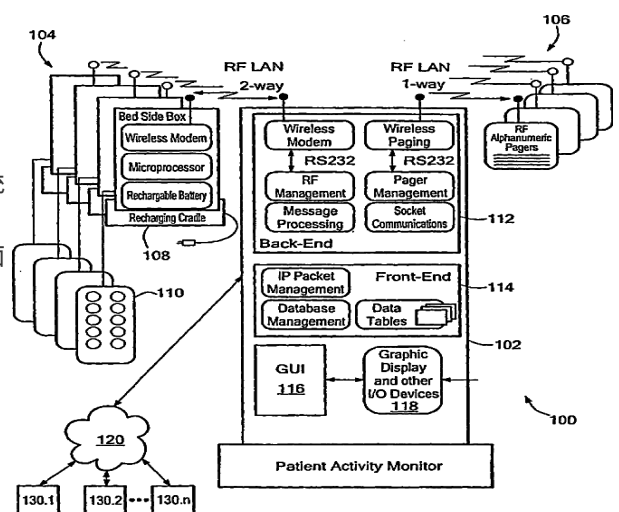 104
106
RF LAN
2-way
RF LAN
1-way
Bed Side Box
Wireless Modem
Microprocessor
Rechargable Battery
Recharging Cradle
108
110
Wireless
Modem
Wireless
Paging
RS232
RS232
RF
Management
Pager
Management
Message
Processing
Socket
Communications
Back-End
112
RF
Alphanumeric
Pagers
IP Packet
Management
Front-End
114
Database
Management
Data
Tables
102
GUI
116
Graphic
Display
and other
I/O Devices
118
100
120
Patient Activity Monitor
130.1
130.2
130.n